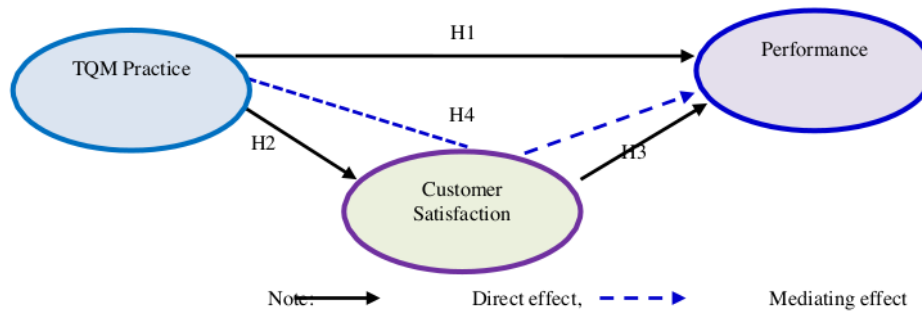 H1
Performance
TQM Practice
H4
H2
H3
Customer
Satisfaction
Note: Direct effect, Mediating effect